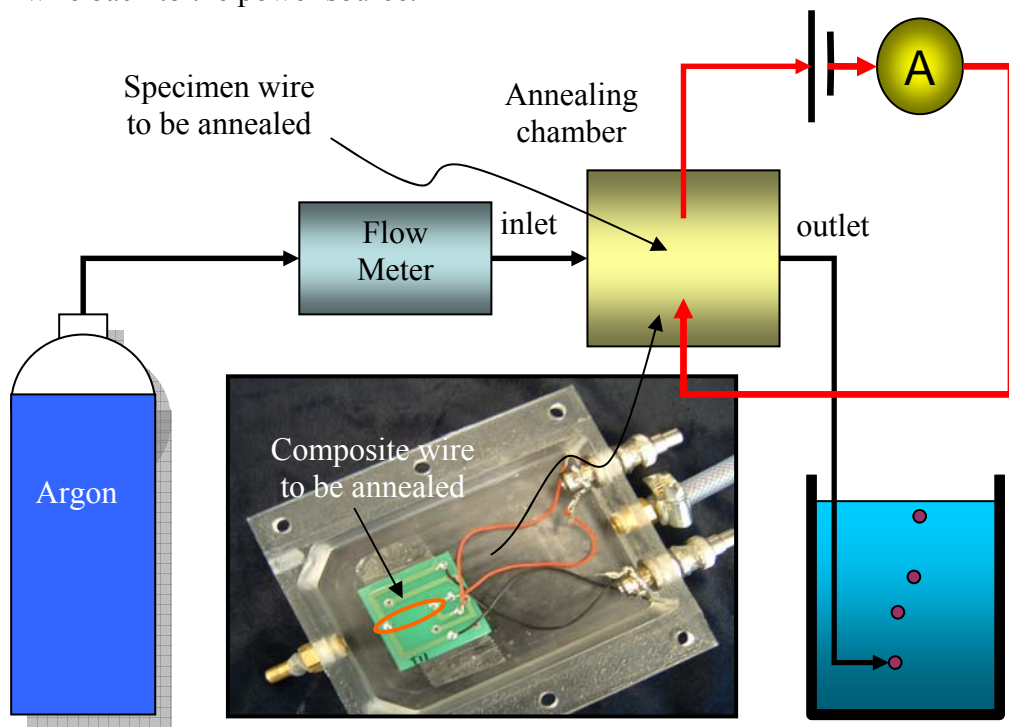 Specimen wire
to be annealed
Annealing
chamber
A
Flow
Meter
inlet
outlet
Argon
Composite wire
to be annealed